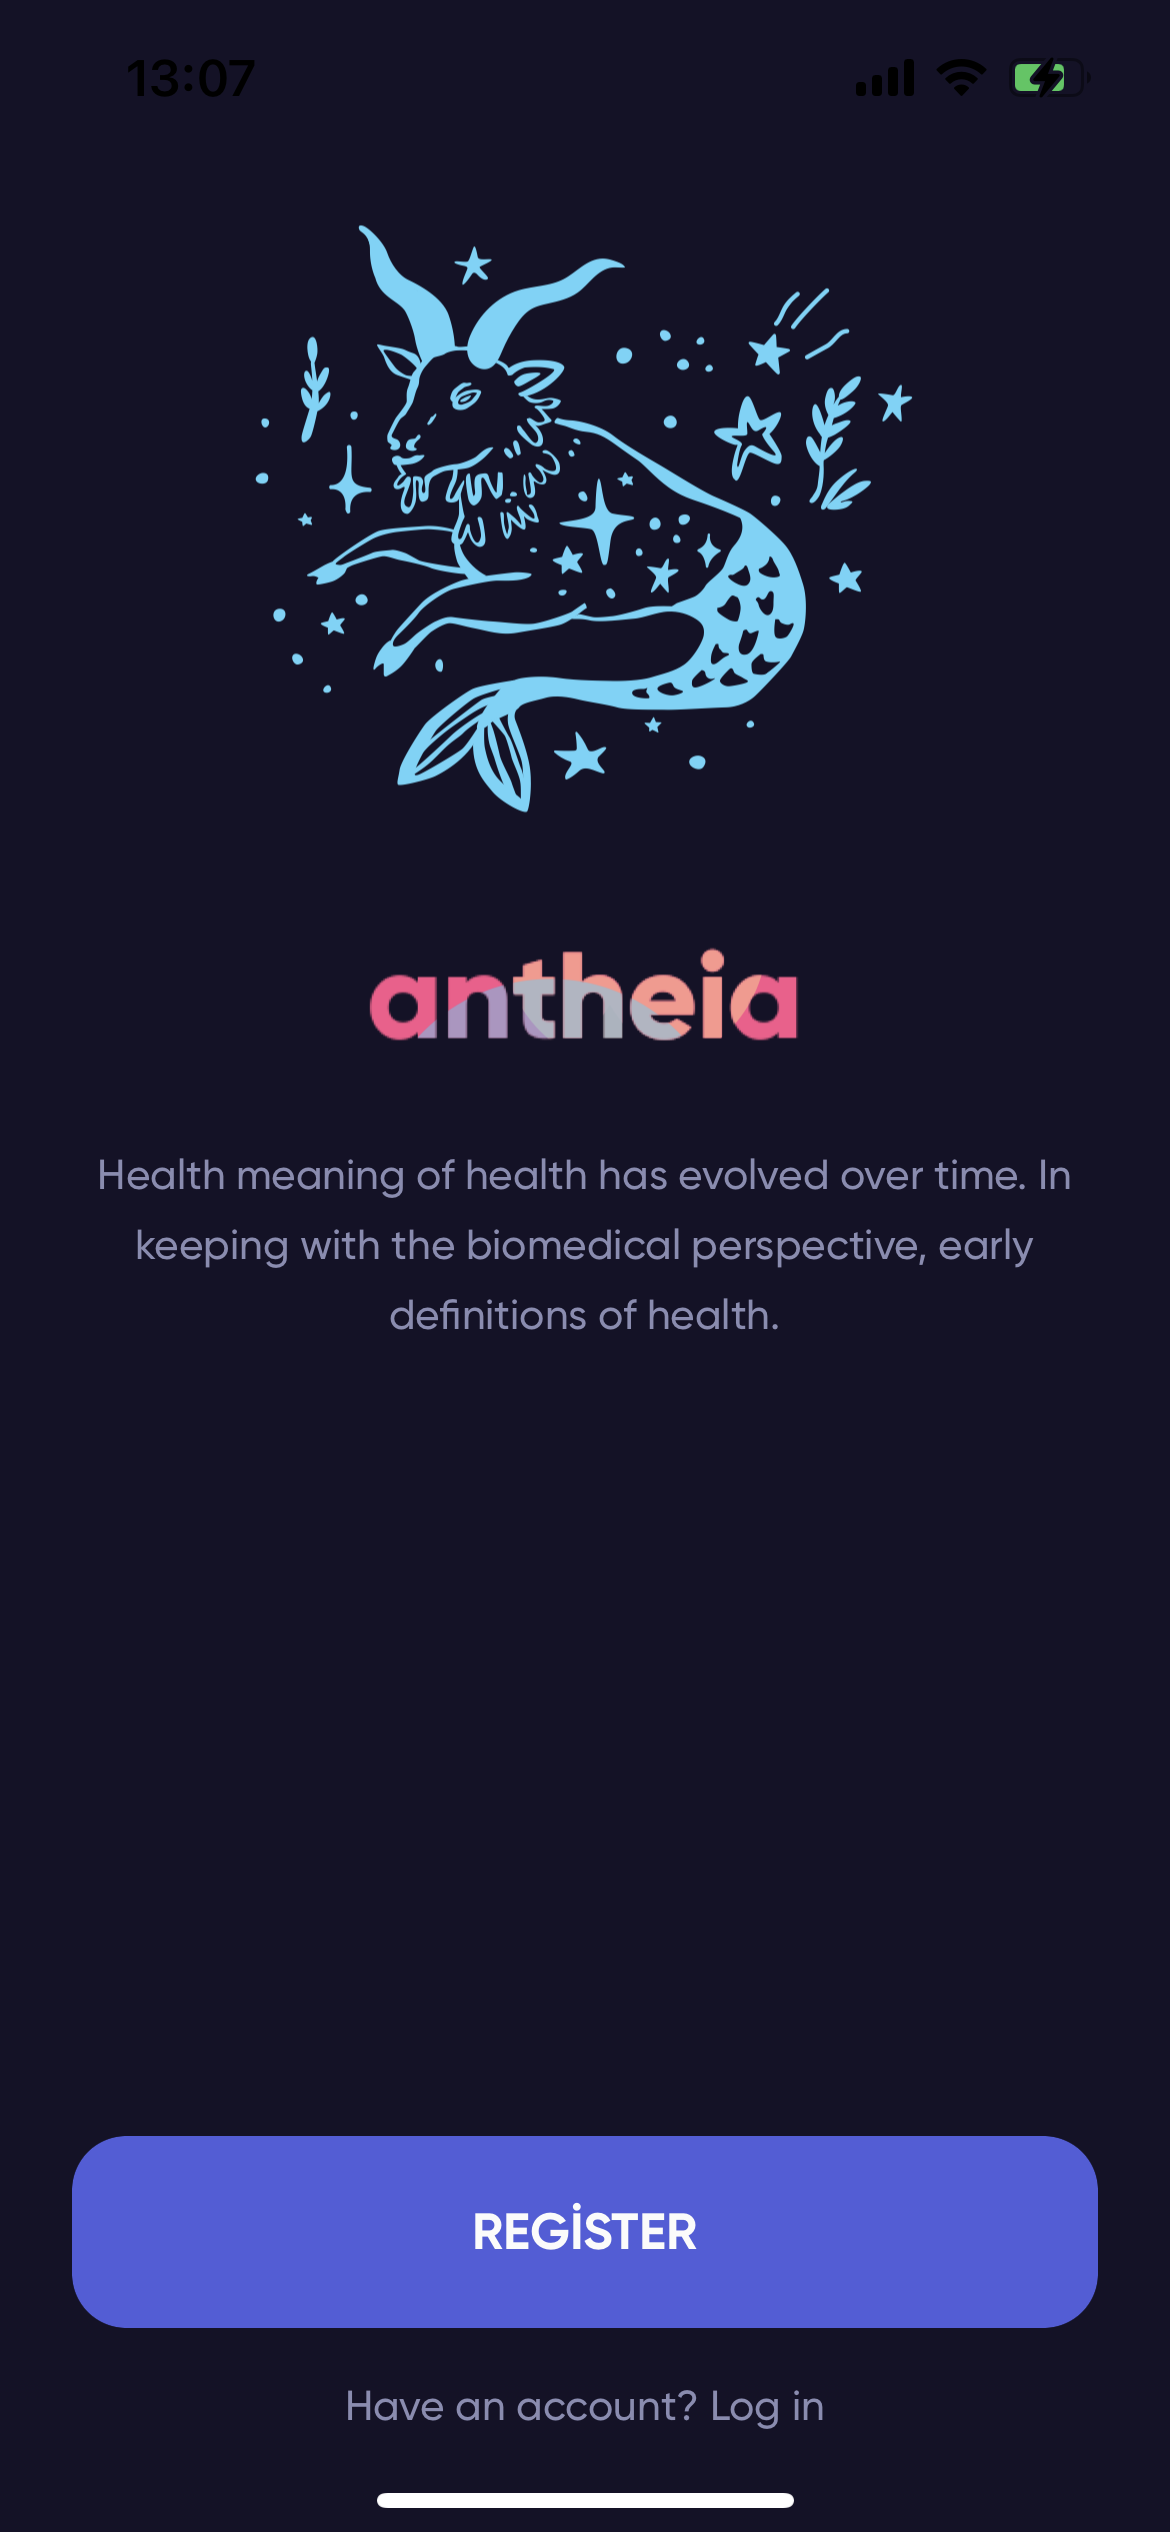 13:07
antheia
Health meaning of health has evolved over time. In
keeping with the biomedical perspective, early
definitions of health.
REGİSTER
Have an account? Log in